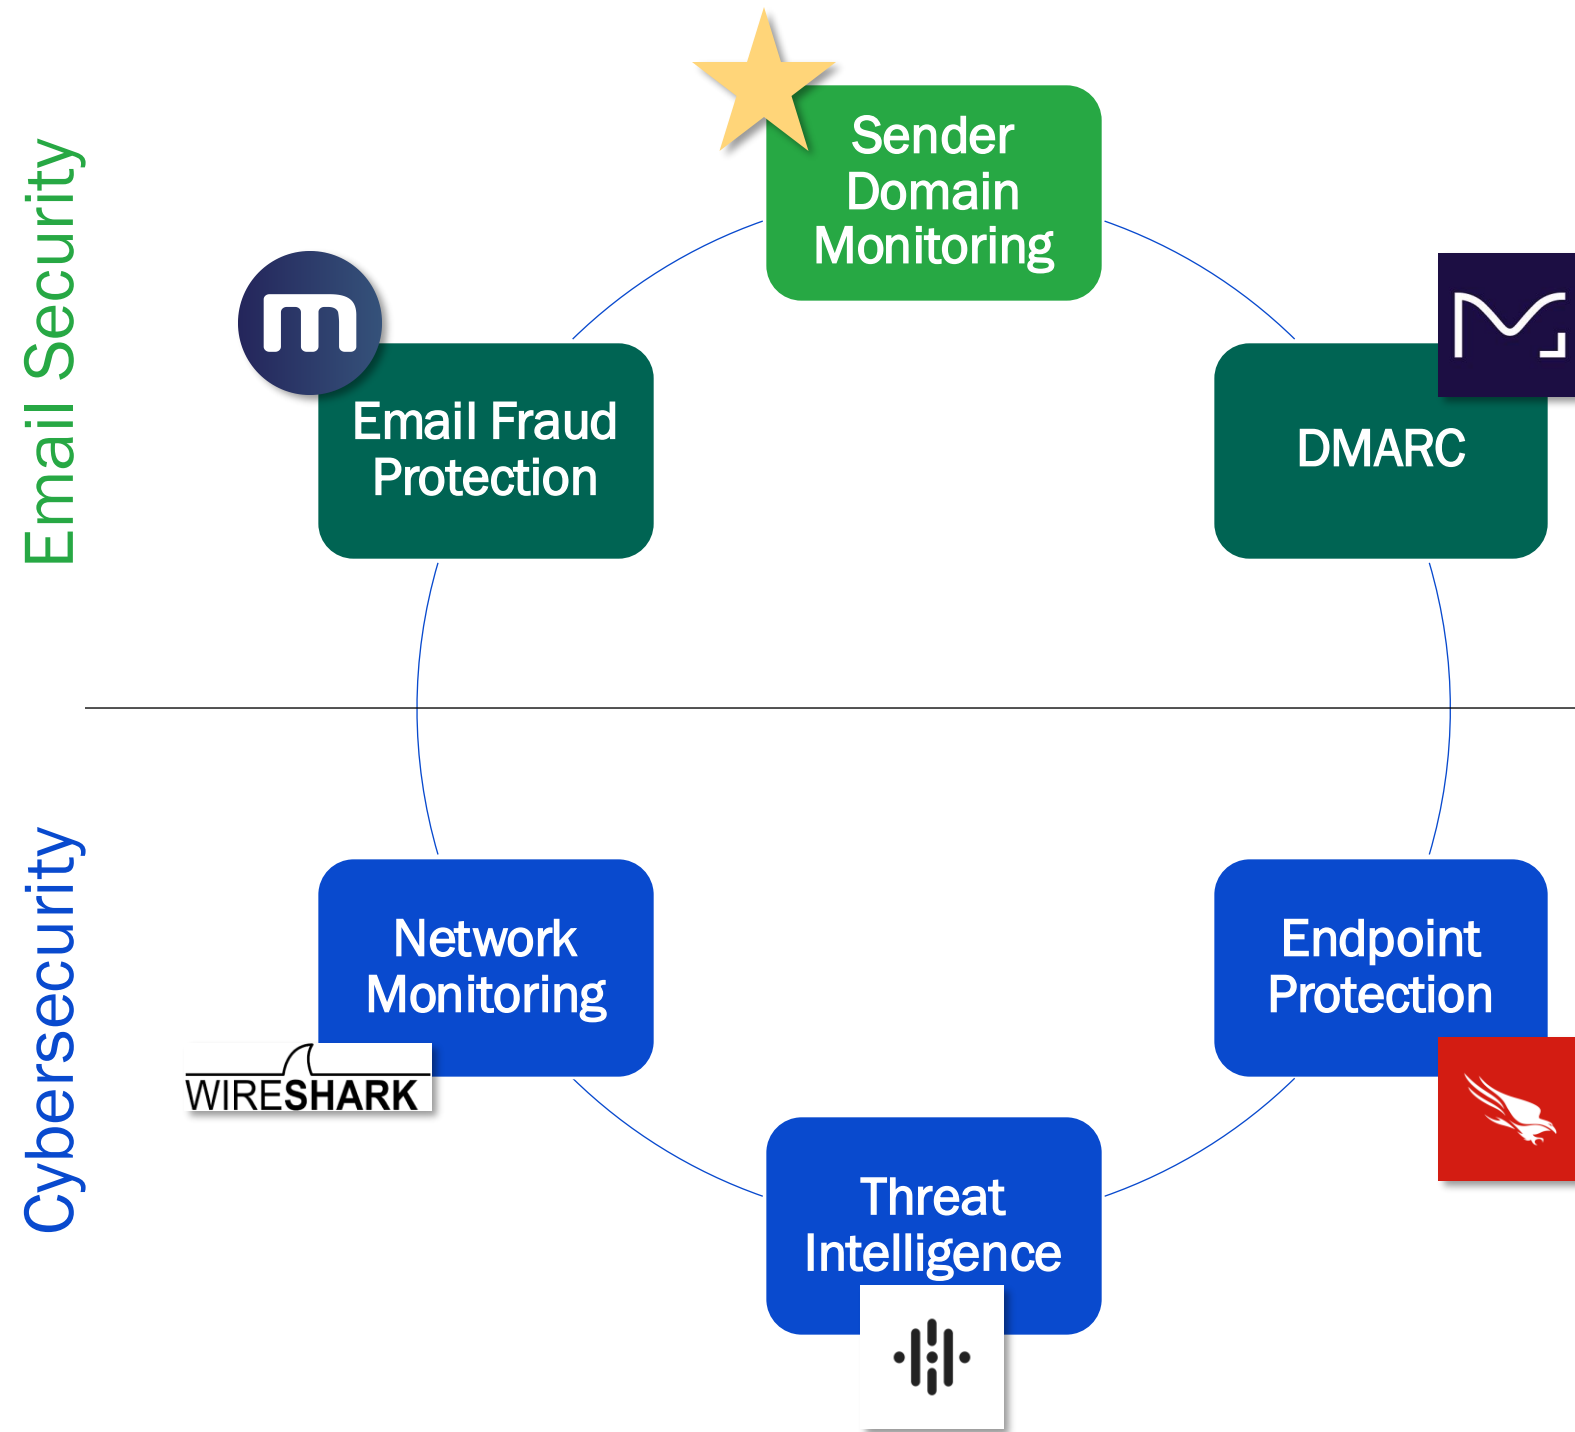 Email Security
Sender
Domain
Monitoring
m
Email Fraud
Protection
DMARC
Cybersecurity
Network
Monitoring
WIRESHARK
Endpoint
Protection
Threat
Intelligence